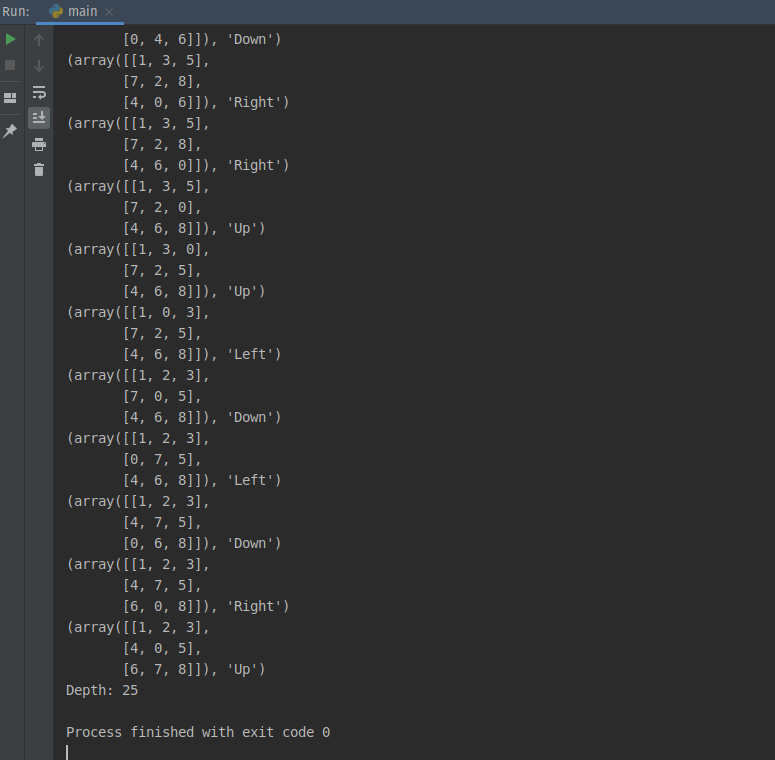 Run: main ×
[0, 4, 6]]), 'Down')
(array([[1, 3, 5],
[7, 2, 8],
[4, 0, 6]]), 'Right')
(array([[1, 3, 5],
[7, 2, 8],
[4, 6, 0]]), 'Right')
(array([[1, 3, 5],
[7, 2, 0],
[4, 6, 8]]), 'Up')
(array([[1, 3, 0],
[7, 2, 5],
[4, 6, 8]]), 'Up')
(array([[1, 0, 3],
[7, 2, 5],
[4, 6, 8]]), 'Left')
(array([[1, 2, 3],
[7, 0, 5],
[4, 6, 8]]), 'Down')
(array([[1, 2, 3],
[0, 7, 5],
[4, 6, 8]]), 'Left')
(array([[1, 2, 3],
[4, 7, 5],
[0, 6, 8]]), 'Down')
(array([[1, 2, 3],
[4, 7, 5],
[6, 0, 8]]), 'Right')
(array([[1, 2, 3],
[4, 0, 5],
[6, 7, 8]]), 'Up')
Depth: 25
Process finished with exit code 0